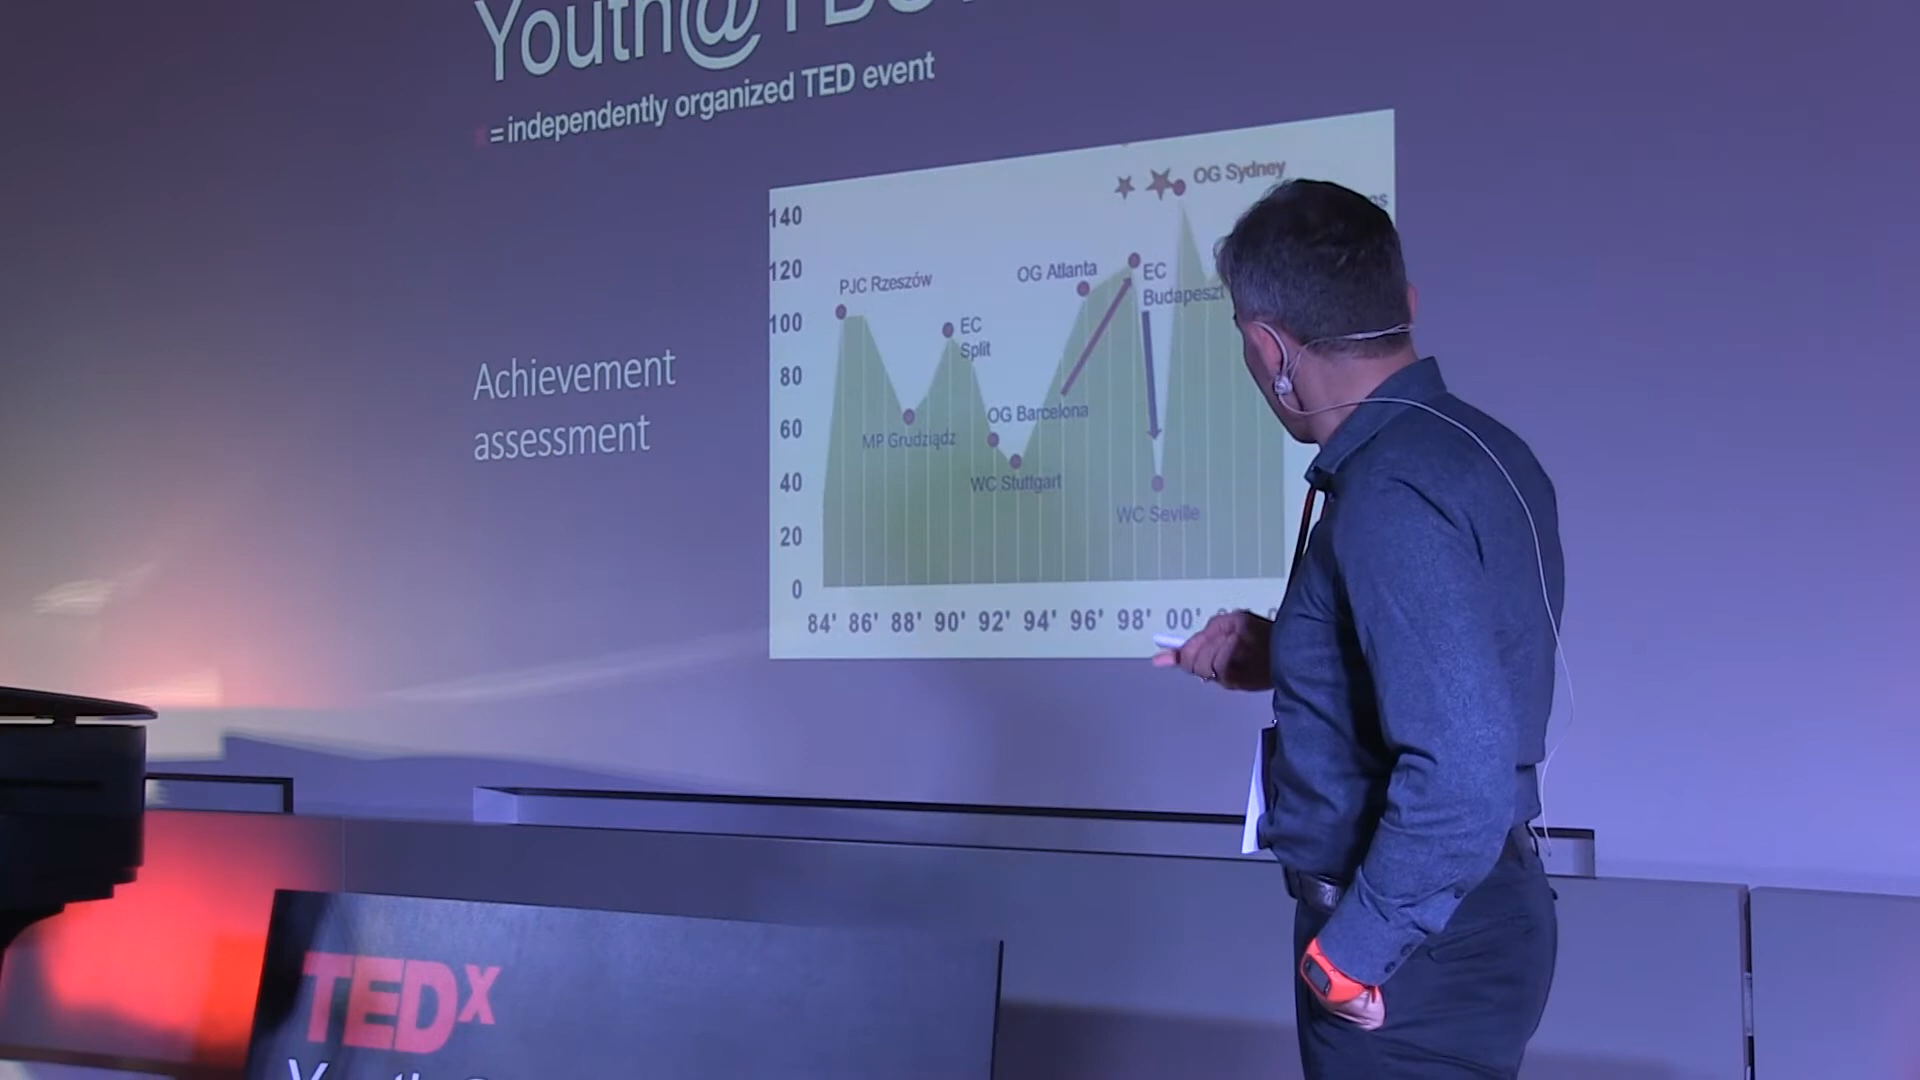 = independently organized TED event
OG Sydney
140
120
100
80
60
40
20
0
PJC Rzeszów
MP Grudziądz
EC
Split
OG Barcelona
WC Stuttgart
OG Atlanta
EC
Budapeszt
WC Seville
84' 86' 88' 90' 92' 94' 96' 98' 00'
Achievement
assessment
TEDx